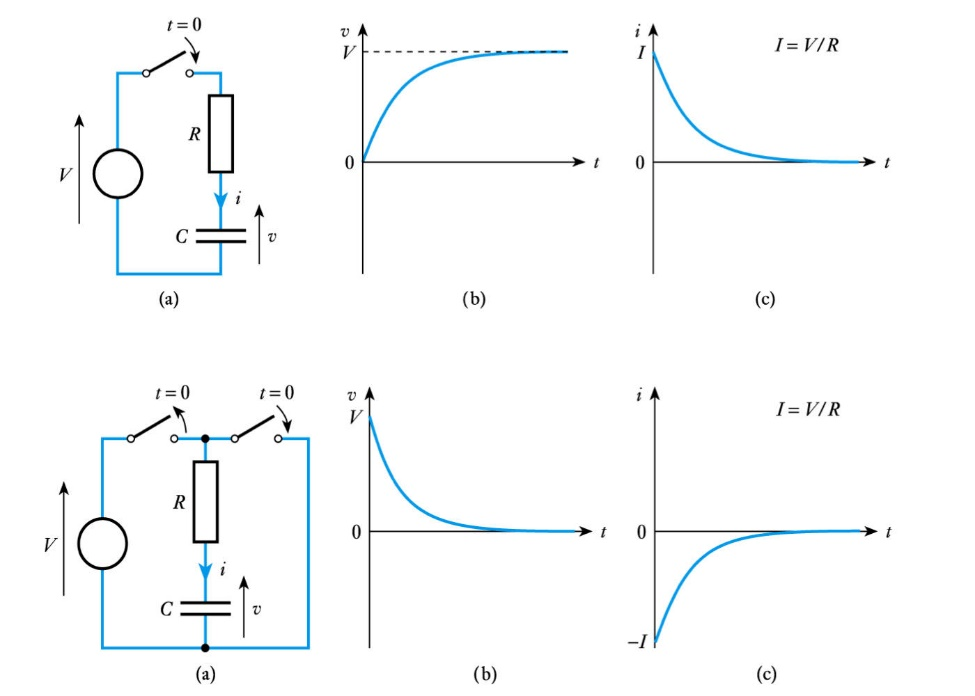 t = 0
V
R
i
C
v
(a)
v
V
0
t
(b)
i
I
I = V/R
0
t
(c)
t = 0
t = 0
V
R
i
C
v
(a)
v
V
0
t
(b)
i
I = V/R
0
t
–I
(c)